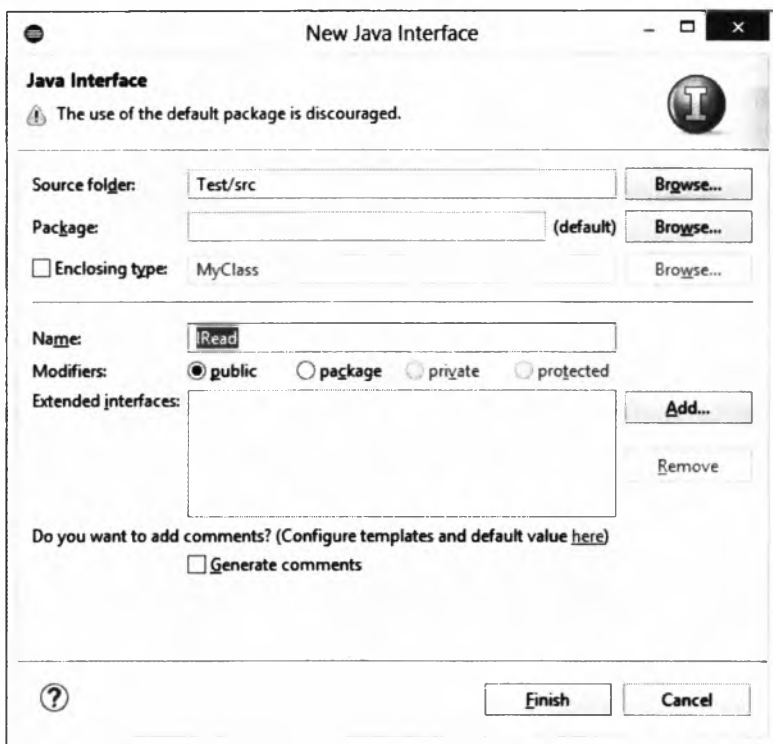 New Java Interface
Java Interface
The use of the default package is discouraged.
Source folder: Test/src Browse...
Package: (default) Browse...
Enclosing type: MyClass Browse...
Name: IRead
Modifiers: public package private protected
Extended interfaces: Add...
Remove
Do you want to add comments? (Configure templates and default value here)
Generate comments
? Finish Cancel